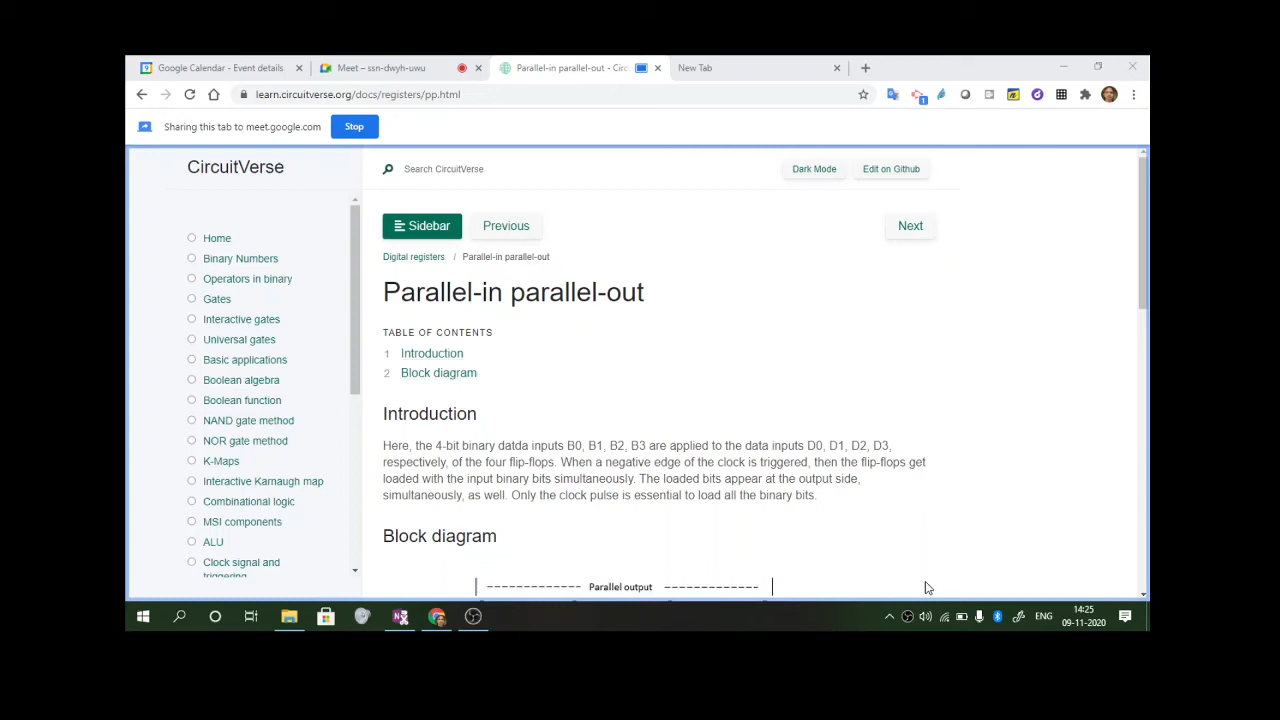 Google Calendar - Event details
Meet – ssn-dwyh-uwu
Parallel-in parallel-out - Circ
New Tab
learn.circuitverse.org/docs/registers/pp.html
1
Sharing this tab to meet.google.com
Stop
CircuitVerse
Search CircuitVerse
Dark Mode
Edit on Github
Sidebar
Previous
Next
Digital registers / Parallel-in parallel-out
Parallel-in parallel-out
TABLE OF CONTENTS
1 Introduction
2 Block diagram
Introduction
Here, the 4-bit binary datda inputs B0, B1, B2, B3 are applied to the data inputs D0, D1, D2, D3,
respectively, of the four flip-flops. When a negative edge of the clock is triggered, then the flip-flops get
loaded with the input binary bits simultaneously. The loaded bits appear at the output side,
simultaneously, as well. Only the clock pulse is essential to load all the binary bits.
Block diagram
Parallel output
Home
Binary Numbers
Operators in binary
Gates
Interactive gates
Universal gates
Basic applications
Boolean algebra
Boolean function
NAND gate method
NOR gate method
K-Maps
Interactive Karnaugh map
Combinational logic
MSI components
ALU
Clock signal and
triggering
ENG
14:25
09-11-2020